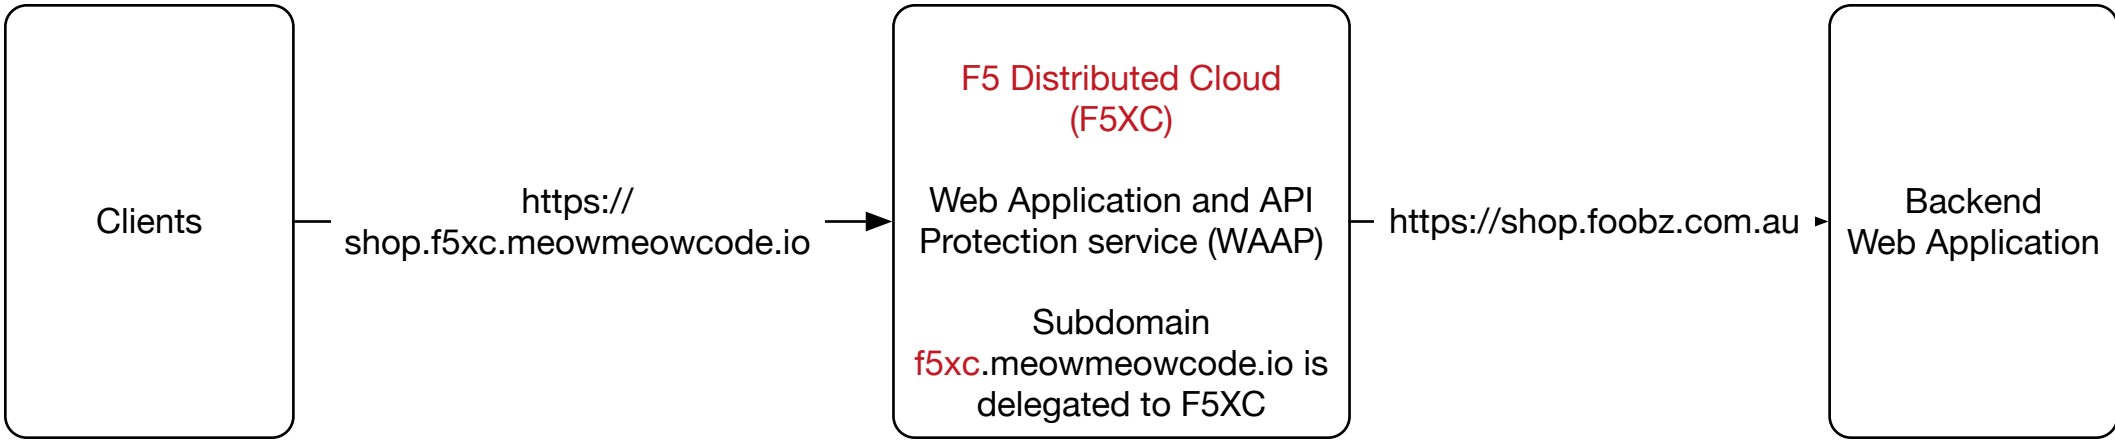 Clients
https://
shop.f5xc.meowmeowcode.io
F5 Distributed Cloud
(F5XC)
Web Application and API
Protection service (WAAP)
Subdomain
f5xc.meowmeowcode.io is
delegated to F5XC
https://shop.foobz.com.au
Backend
Web Application